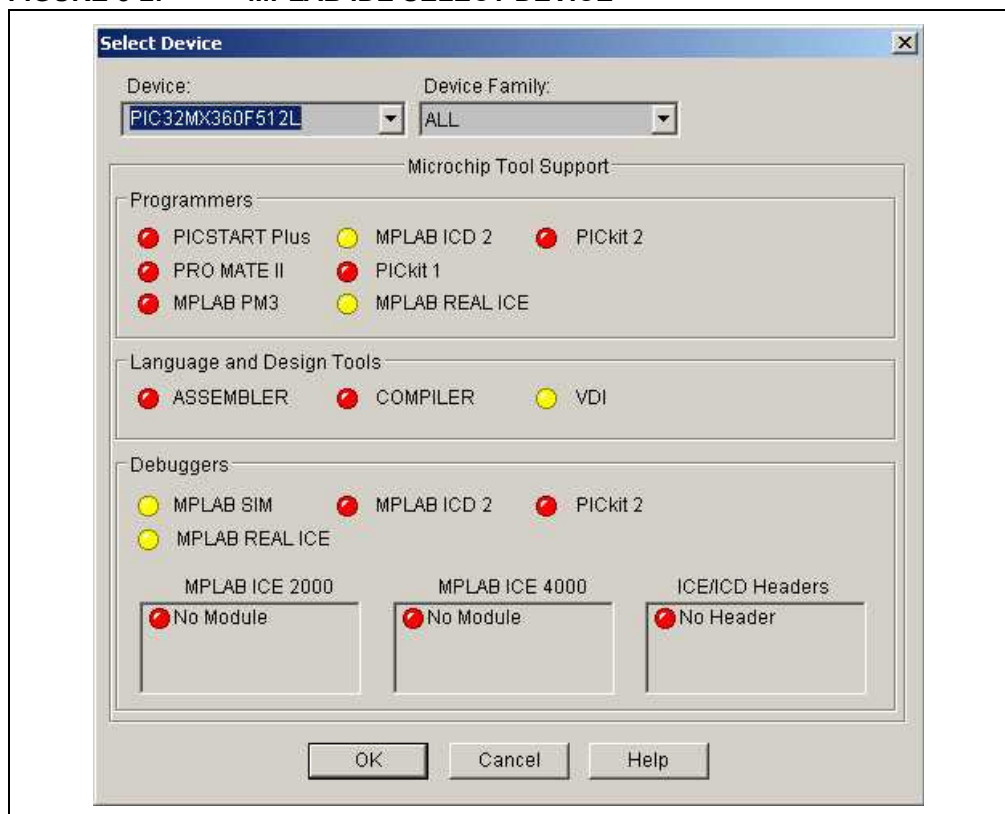 Select Device
Device: Device Family:
PIC32MX360F512L ALL
Microchip Tool Support
Programmers
PICSTART Plus MPLAB ICD 2 PICkit 2
PRO MATE II PICkit 1
MPLAB PM3 MPLAB REAL ICE
Language and Design Tools
ASSEMBLER COMPILER VDI
Debuggers
MPLAB SIM MPLAB ICD 2 PICkit 2
MPLAB REAL ICE
MPLAB ICE 2000 MPLAB ICE 4000 ICE/ICD Headers
No Module No Module No Header
OK Cancel Help